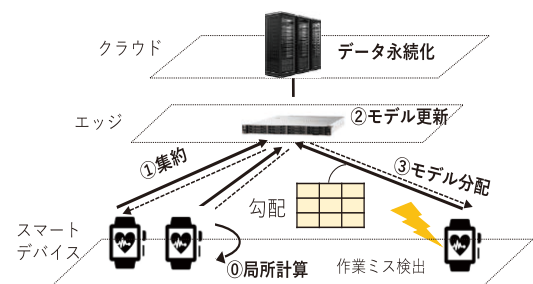 クラウド
データ永続化
エッジ
②モデル更新
①集約
③モデル分配
勾配
スマート
デバイス
⓪局所計算
作業ミス検出